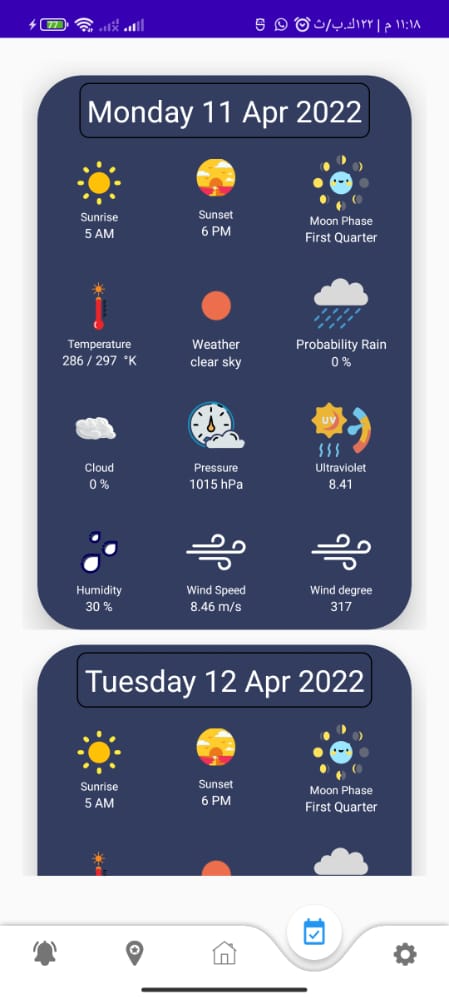 77
١١:١٨ م | ١٢٢ك.ب/ث
Monday 11 Apr 2022
Sunrise
5 AM
Sunset
6 PM
Moon Phase
First Quarter
Temperature
286 / 297 °K
Weather
clear sky
Probability Rain
0 %
Cloud
0 %
Pressure
1015 hPa
UV
Ultraviolet
8.41
Humidity
30 %
Wind Speed
8.46 m/s
Wind degree
317
Tuesday 12 Apr 2022
Sunrise
5 AM
Sunset
6 PM
Moon Phase
First Quarter